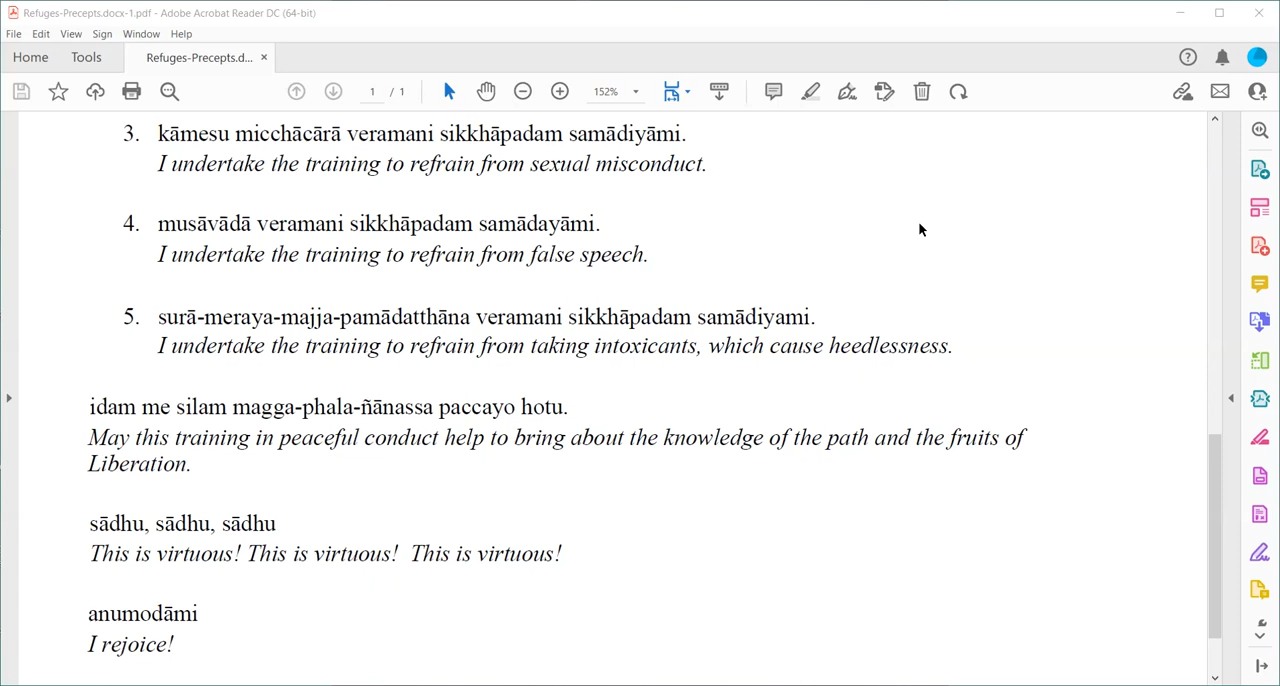 Refuges-Precepts.docx-1.pdf - Adobe Acrobat Reader DC (64-bit)
File Edit View Sign Window Help
Home Tools Refuges-Precepts.d... ×
1 / 1 152%
3. kāmesu micchācārā veramani sikkhāpadam samādiyāmi.
I undertake the training to refrain from sexual misconduct.
4. musāvādā veramani sikkhāpadam samādayāmi.
I undertake the training to refrain from false speech.
5. surā-meraya-majja-pamādatthāna veramani sikkhāpadam samādiyami.
I undertake the training to refrain from taking intoxicants, which cause heedlessness.
idam me silam magga-phala-ñānassa paccayo hotu.
May this training in peaceful conduct help to bring about the knowledge of the path and the fruits of
Liberation.
sādhu, sādhu, sādhu
This is virtuous! This is virtuous! This is virtuous!
anumodāmi
I rejoice!